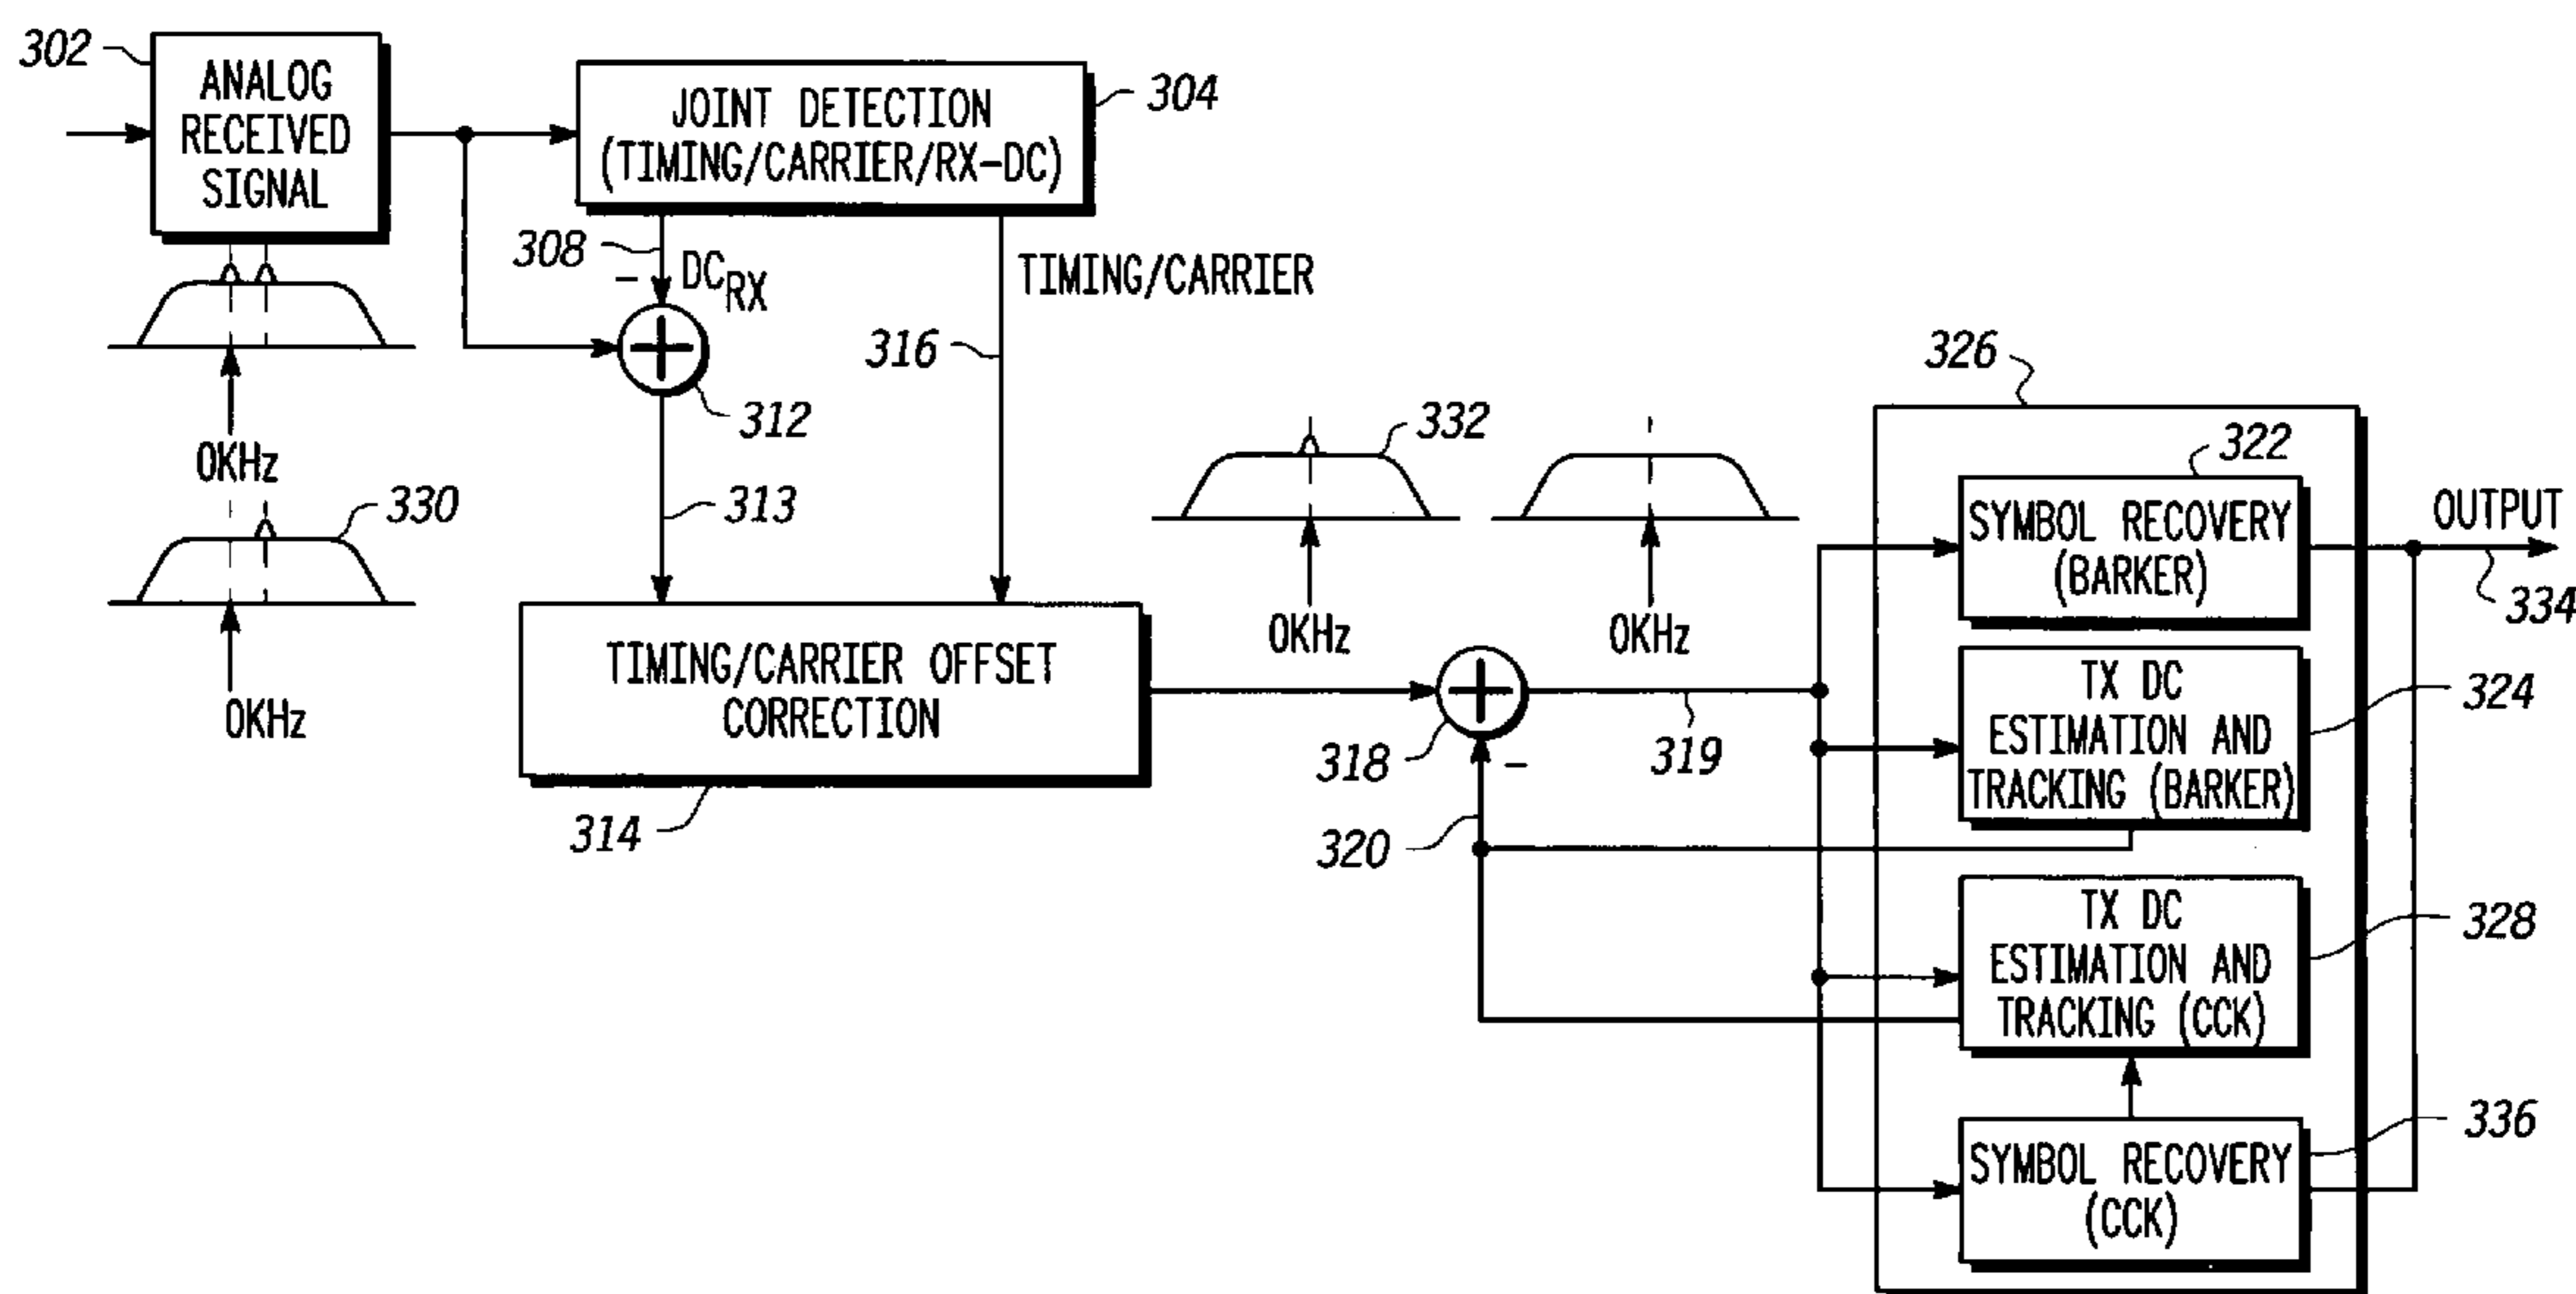 302
ANALOG
RECEIVED
SIGNAL
JOINT DETECTION
(TIMING/CARRIER/RX-DC)
304
308
- DC_RX
TIMING/CARRIER
312
316
0KHz
330
0KHz
313
TIMING/CARRIER OFFSET
CORRECTION
314
332
0KHz
0KHz
318
-
319
320
326
322
SYMBOL RECOVERY
(BARKER)
OUTPUT
334
TX DC
ESTIMATION AND
TRACKING (BARKER)
324
TX DC
ESTIMATION AND
TRACKING (CCK)
328
SYMBOL RECOVERY
(CCK)
336